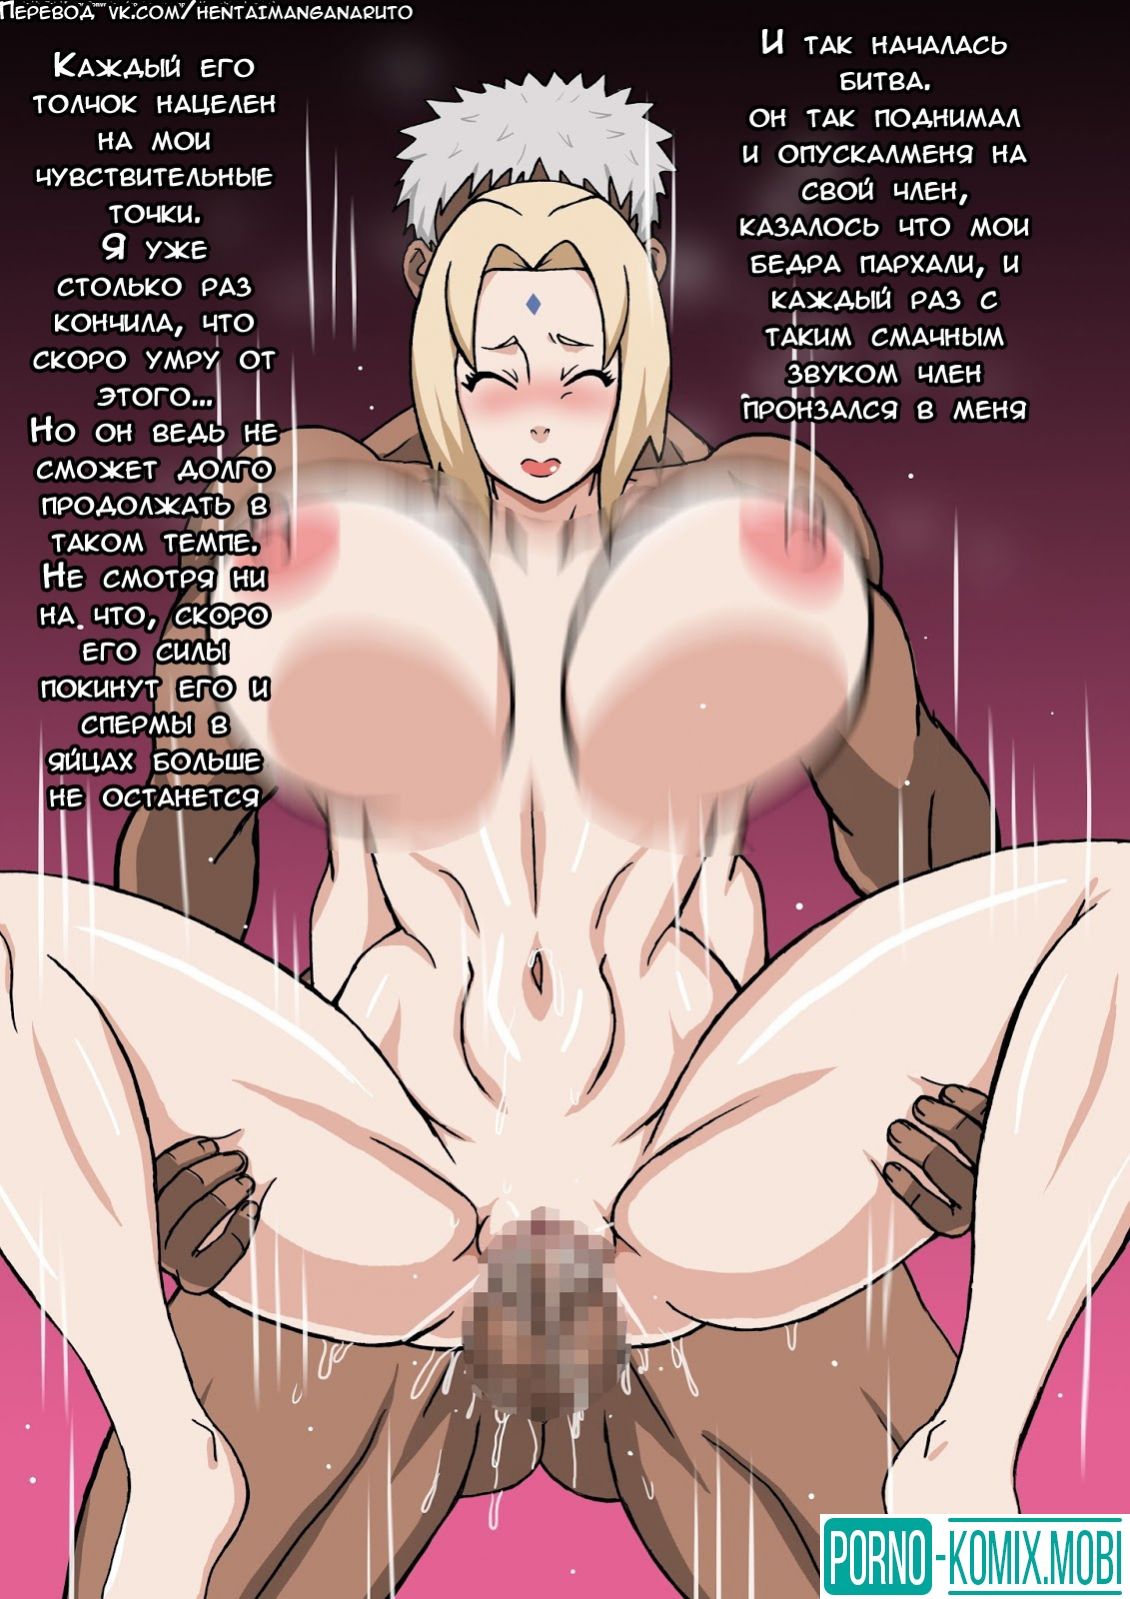 Перевод vk.com/hentaimanganaruto
Каждый его
толчок нацелен
на мои
чувствительные
точки.
Я уже
столько раз
кончила, что
скоро умру от
этого...
Но он ведь не
сможет долго
продолжать в
таком темпе.
Не смотря ни
на что, скоро
его силы
покинут его и
спермы в
яйцах больше
не останется
И так началась
битва.
он так поднимал
и опускалменя на
свой член,
казалось что мои
бедра пархали, и
каждый раз с
таким смачным
звуком член
пронзался в меня
PORNO-KOMIX.MOBI